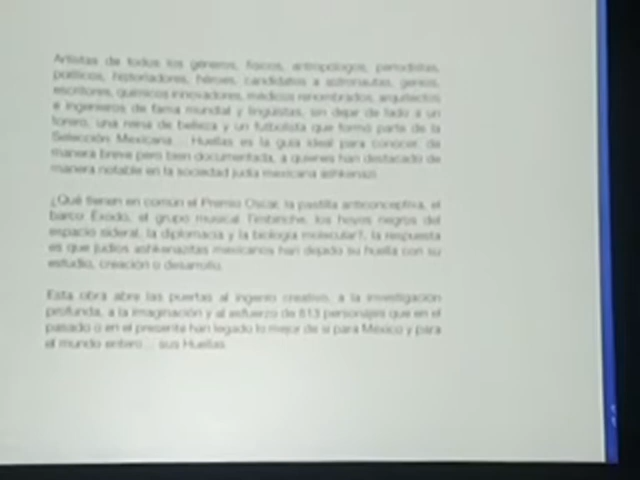 Artistas de todos los géneros, físicos, antropólogos, periodistas,
políticos, historiadores, héroes, candidatos a astronautas, genios,
escritores, químicos innovadores, médicos renombrados, arquitectos
e ingenieros de fama mundial y lingüistas, sin dejar de lado a un
torero, una reina de belleza y un futbolista que formó parte de la
Selección Mexicana... Huellas es la guía ideal para conocer, de
manera breve pero bien documentada, a quienes han destacado de
manera notable en la sociedad judía mexicana ashkenazí.
¿Qué tienen en común el Premio Oscar, la pastilla anticonceptiva, el
barco Éxodo, el grupo musical Timbiriche, los hoyos negros del
espacio sideral, la diplomacia y la biología molecular?, la respuesta
es que judíos ashkenazitas mexicanos han dejado su huella con su
estudio, creación o desarrollo.
Esta obra abre las puertas al ingenio creativo, a la investigación
profunda, a la imaginación y al esfuerzo de 613 personajes que en el
pasado o en el presente han legado lo mejor de sí para México y para
el mundo entero... sus Huellas.